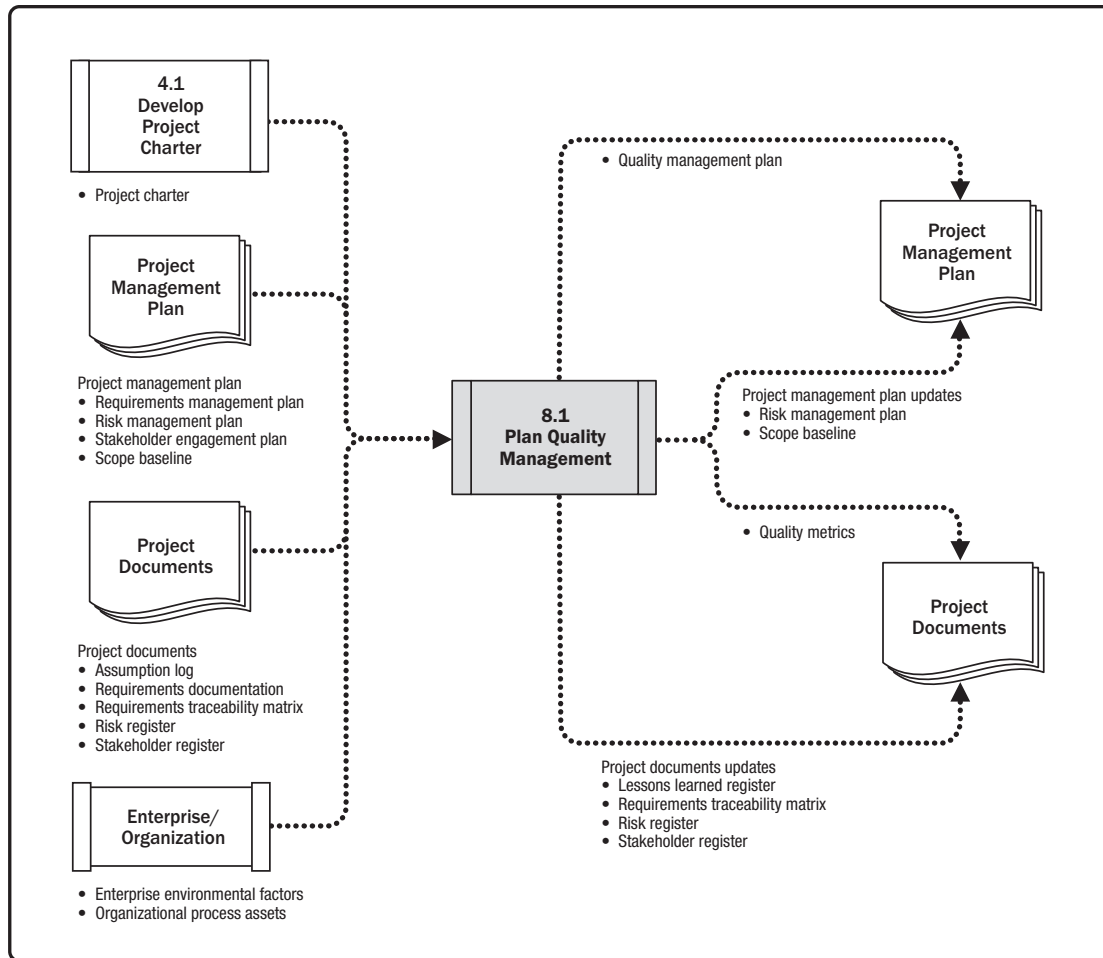 4.1
Develop
Project
Charter
• Project charter
Project
Management
Plan
Project management plan
• Requirements management plan
• Risk management plan
• Stakeholder engagement plan
• Scope baseline
Project
Documents
Project documents
• Assumption log
• Requirements documentation
• Requirements traceability matrix
• Risk register
• Stakeholder register
Enterprise/
Organization
• Enterprise environmental factors
• Organizational process assets
8.1
Plan Quality
Management
• Quality management plan
Project
Management
Plan
Project management plan updates
• Risk management plan
• Scope baseline
• Quality metrics
Project
Documents
Project documents updates
• Lessons learned register
• Requirements traceability matrix
• Risk register
• Stakeholder register